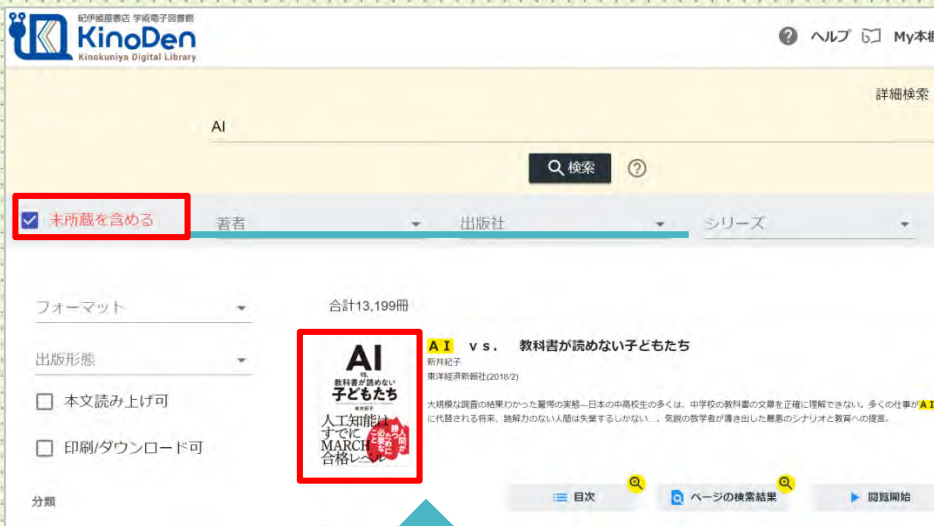 紀伊國屋書店 学術電子図書館
KinoDen
Kinokuniya Digital Library
ヘルプ My本棚
詳細検索
AI
検索
未所蔵を含める 著者 出版社 シリーズ
フォーマット
合計13,199冊
出版形態
本文読み上げ可
印刷/ダウンロード可
分類
AI
vs.
教科書が読めない
子どもたち
新井紀子
人工知能は
すでに
MARCH
合格レベル
人間が
勝つために
必要な
こと
AI vs. 教科書が読めない子どもたち
新井紀子
東洋経済新報社(2018/2)
大規模な調査の結果わかった驚愕の実態―日本の中高校生の多くは、中学校の教科書の文章を正確に理解できない。多くの仕事がAI
に代替される将来、読解力のない人間は失業するしかない…。気鋭の数学者が導き出した最悪のシナリオと教育への提言。
目次 ページの検索結果 閲覧開始